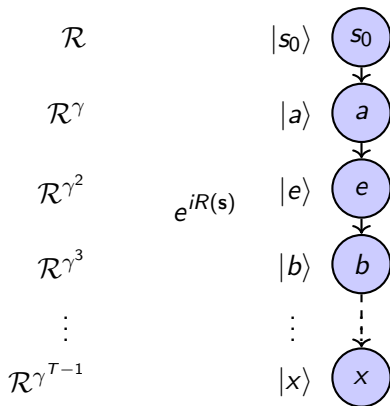 ℛ |s₀⟩ s₀
ℛ^γ |a⟩ a
ℛ^{γ²} |e⟩ e
e^{iR(𝐬)}
ℛ^{γ³} |b⟩ b
⋮ ⋮
ℛ^{γ^{T−1}} |x⟩ x